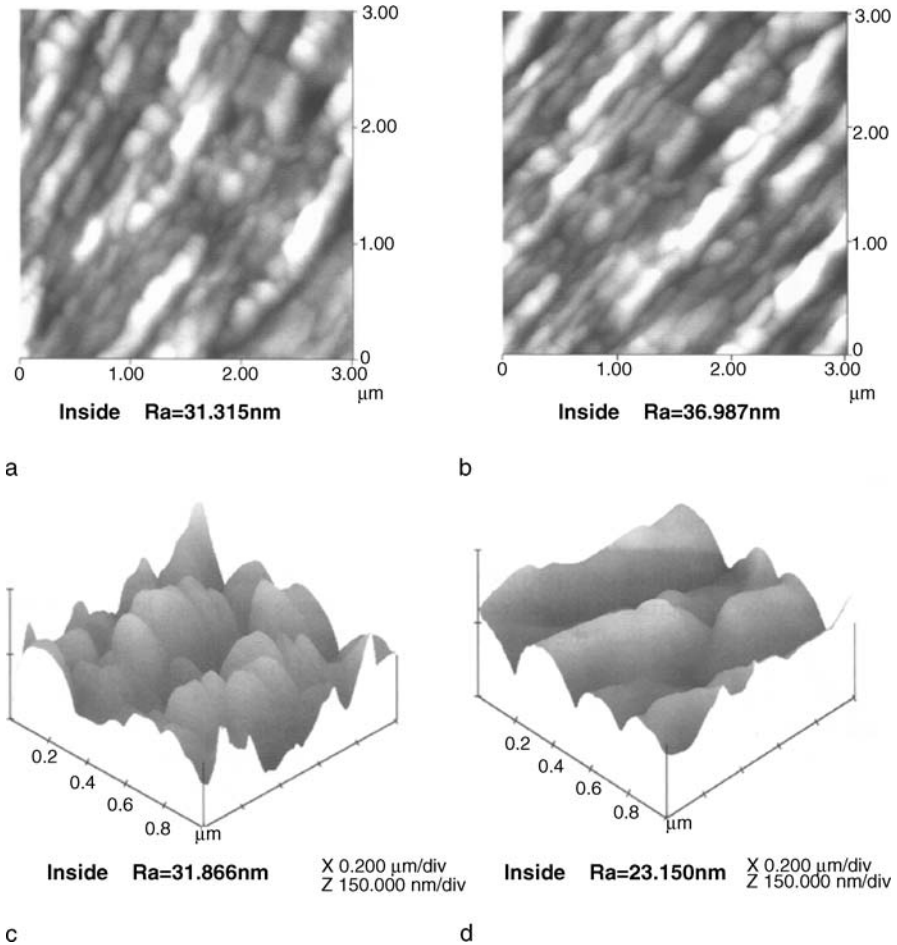 3.00
2.00
1.00
0
0 1.00 2.00 3.00
μm
Inside Ra=31.315nm
a
3.00
2.00
1.00
0
0 1.00 2.00 3.00
μm
Inside Ra=36.987nm
b
0.2
0.4
0.6
0.8
μm
Inside Ra=31.866nm
X 0.200 μm/div
Z 150.000 nm/div
c
0.2
0.4
0.6
0.8
μm
Inside Ra=23.150nm
X 0.200 μm/div
Z 150.000 nm/div
d